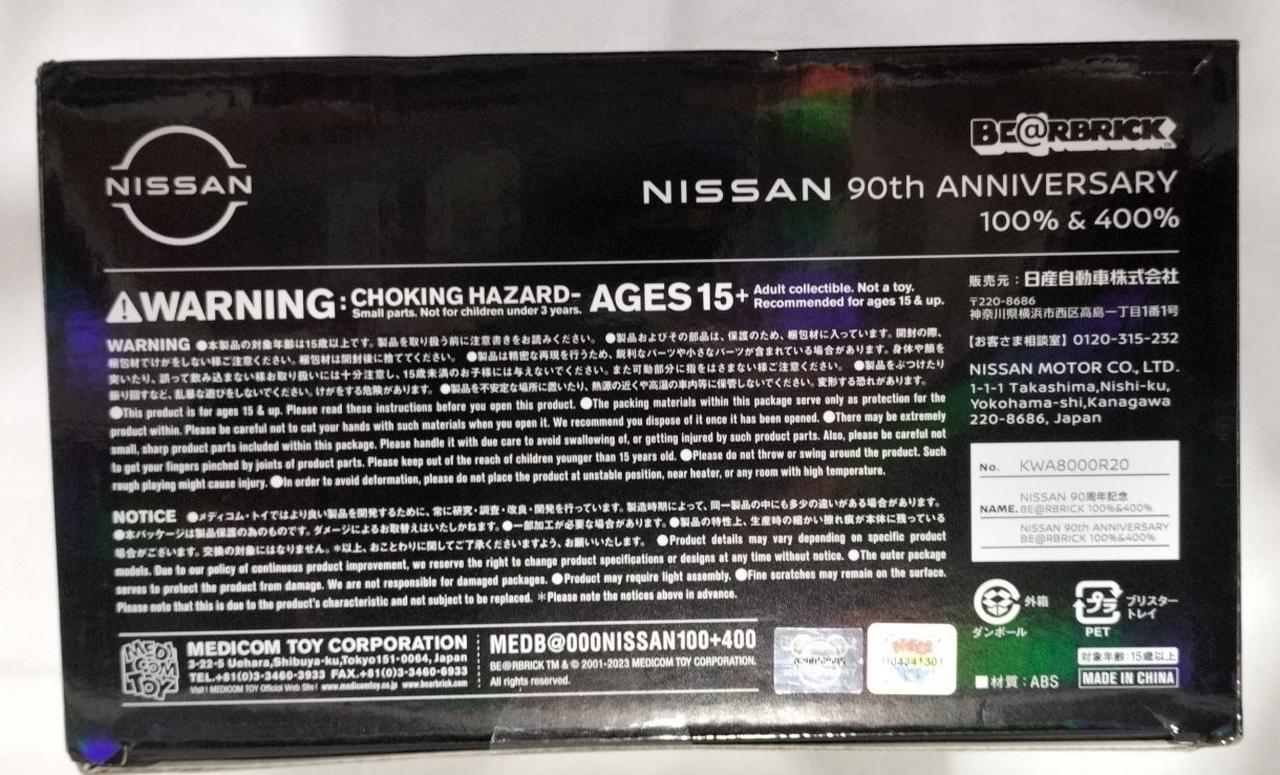 NISSAN
BE@RBRICK™
NISSAN 90th ANNIVERSARY
100% & 400%
WARNING: CHOKING HAZARD-
Small parts. Not for children under 3 years.
AGES 15+
Adult collectible. Not a toy.
Recommended for ages 15 & up.
WARNING ●本製品の対象年齢は15歳以上です。製品を取り扱う前に注意書きをお読みください。 ●製品およびその部品は、保護のため、梱包材に入っています。開封の際、
梱包材でけがをしない様ご注意ください。梱包材は開封後に捨ててください。 ●製品は精密な再現を行うため、鋭利なパーツや小さなパーツが含まれている場合があります。身体や顔を
突いたり、誤って飲み込まない様お取り扱いには十分注意し、15歳未満のお子様には与えないでください。また可動部分に指をはさまない様ご注意ください。 ●製品をぶつけたり
振り回すなど、乱暴な遊びをしないでください。けがをする危険があります。 ●製品を不安定な場所に置いたり、熱源の近くや高温の車内等に保管しないでください。変形する恐れがあります。
●This product is for ages 15 & up. Please read these instructions before you open this product. ●The packing materials within this package serve only as protection for the
product within. Please be careful not to cut your hands with such materials when you open it. We recommend you dispose of it once it has been opened. ●There may be extremely
small, sharp product parts included within this package. Please handle it with due care to avoid swallowing of, or getting injured by such product parts. Also, please be careful not
to get your fingers pinched by joints of product parts. Please keep out of the reach of children younger than 15 years old. ●Please do not throw or swing around the product. Such
rough playing might cause injury. ●In order to avoid deformation, please do not place the product at unstable position, near heater, or any room with high temperature.
NOTICE ●メディコム・トイではより良い製品を開発するために、常に研究・調査・改良・開発を行っています。製造時期によって、同一製品の中にも多少の違いがある場合があります。
●本パッケージは製品保護の為のものです。ダメージによるお取替えはいたしかねます。 ●一部加工が必要な場合があります。 ●製品の特性上、生産時の細かい擦れ痕が本体に残っている
場合がございます。交換の対象にはなりません。＊以上、おことわりに関してご了承くださいますよう、お願いいたします。 ●Product details may vary depending on specific product
models. Due to our policy of continuous product improvement, we reserve the right to change product specifications or designs at any time without notice. ●The outer package
serves to protect the product from damage. We are not responsible for damaged packages. ●Product may require light assembly. ●Fine scratches may remain on the surface.
Please note that this is due to the product's characteristic and not subject to be replaced. ＊Please note the notices above in advance.
MEDI COM TOY
MEDICOM TOY CORPORATION
3-22-5 Uehara,Shibuya-ku,Tokyo151-0064,Japan
TEL.+81(0)3-3460-3933 FAX.+81(0)3-3460-6933
Visit ! MEDICOM TOY Official Web Site ! www.medicomtoy.co.jp www.bearbrick.com
MEDB@000NISSAN100+400
BE@RBRICK TM & © 2001-2023 MEDICOM TOY CORPORATION.
All rights reserved.
H04341301
販売元：日産自動車株式会社
〒220-8686
神奈川県横浜市西区高島一丁目1番1号
【お客さま相談室】0120-315-232
NISSAN MOTOR CO., LTD.
1-1-1 Takashima,Nishi-ku,
Yokohama-shi,Kanagawa
220-8686, Japan
No. KWA8000R20
NAME. NISSAN 90周年記念
BE@RBRICK 100%&400%
NISSAN 90th ANNIVERSARY
BE@RBRICK 100%&400%
外箱
ダンボール
プラ
ブリスター
トレイ
PET
対象年齢：15歳以上
■材質：ABS
MADE IN CHINA